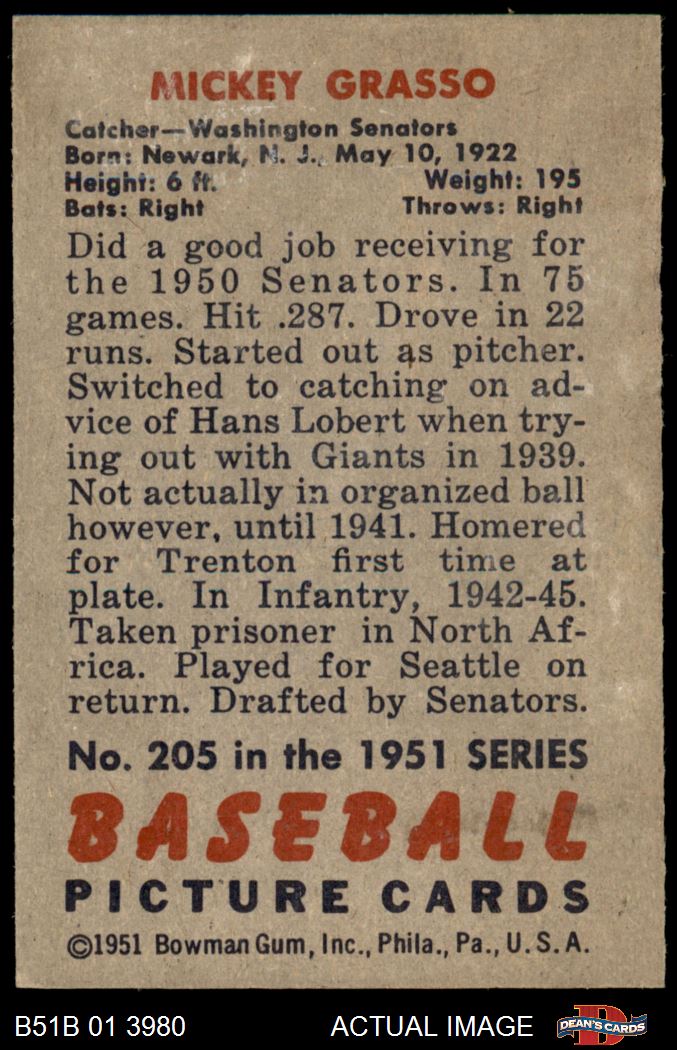 MICKEY GRASSO
Catcher—Washington Senators
Born: Newark, N. J., May 10, 1922
Height: 6 ft. Weight: 195
Bats: Right Throws: Right
Did a good job receiving for
the 1950 Senators. In 75
games. Hit .287. Drove in 22
runs. Started out as pitcher.
Switched to catching on ad-
vice of Hans Lobert when try-
ing out with Giants in 1939.
Not actually in organized ball
however, until 1941. Homered
for Trenton first time at
plate. In Infantry, 1942-45.
Taken prisoner in North Af-
rica. Played for Seattle on
return. Drafted by Senators.
No. 205 in the 1951 SERIES
BASEBALL
PICTURE CARDS
©1951 Bowman Gum, Inc., Phila., Pa., U.S.A.
B51B 01 3980 ACTUAL IMAGE D DEAN'S CARDS